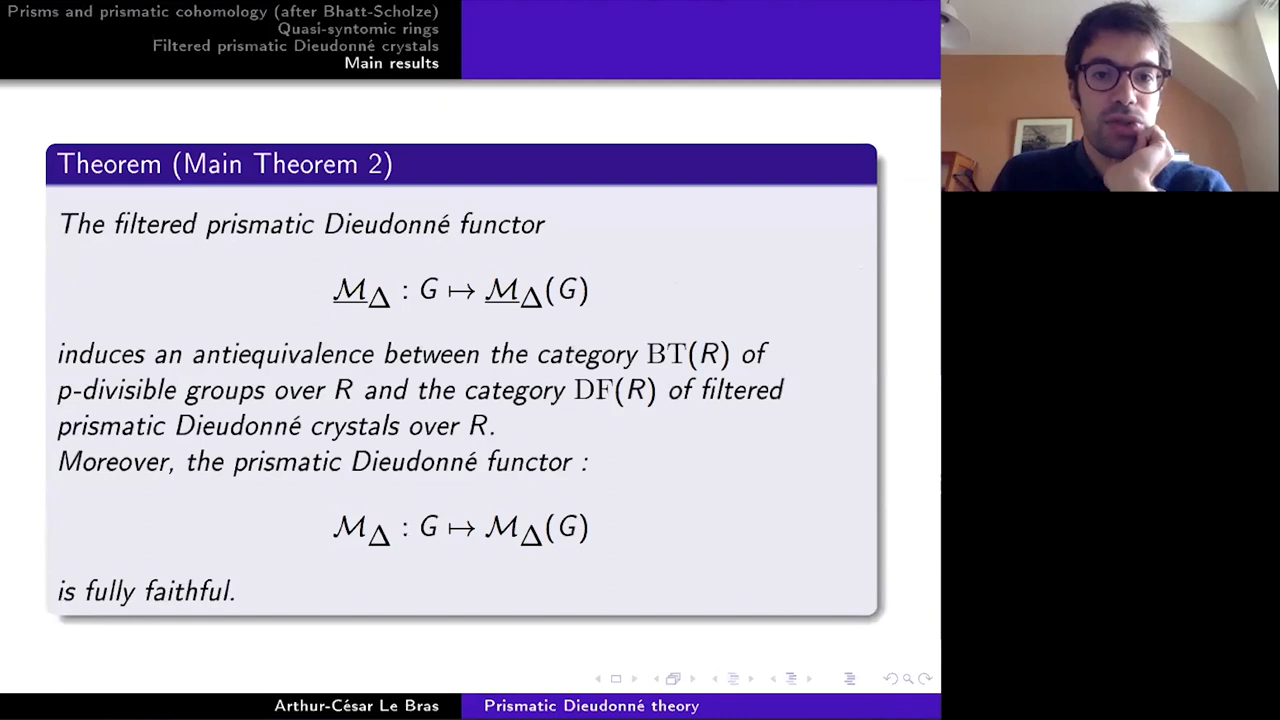 Prisms and prismatic cohomology (after Bhatt-Scholze)
Quasi-syntomic rings
Filtered prismatic Dieudonné crystals
Main results
Theorem (Main Theorem 2)
The filtered prismatic Dieudonné functor
M̲_Δ : G ↦ M̲_Δ(G)
induces an antiequivalence between the category BT(R) of
p-divisible groups over R and the category DF(R) of filtered
prismatic Dieudonné crystals over R.
Moreover, the prismatic Dieudonné functor :
M_Δ : G ↦ M_Δ(G)
is fully faithful.
Arthur-César Le Bras
Prismatic Dieudonné theory